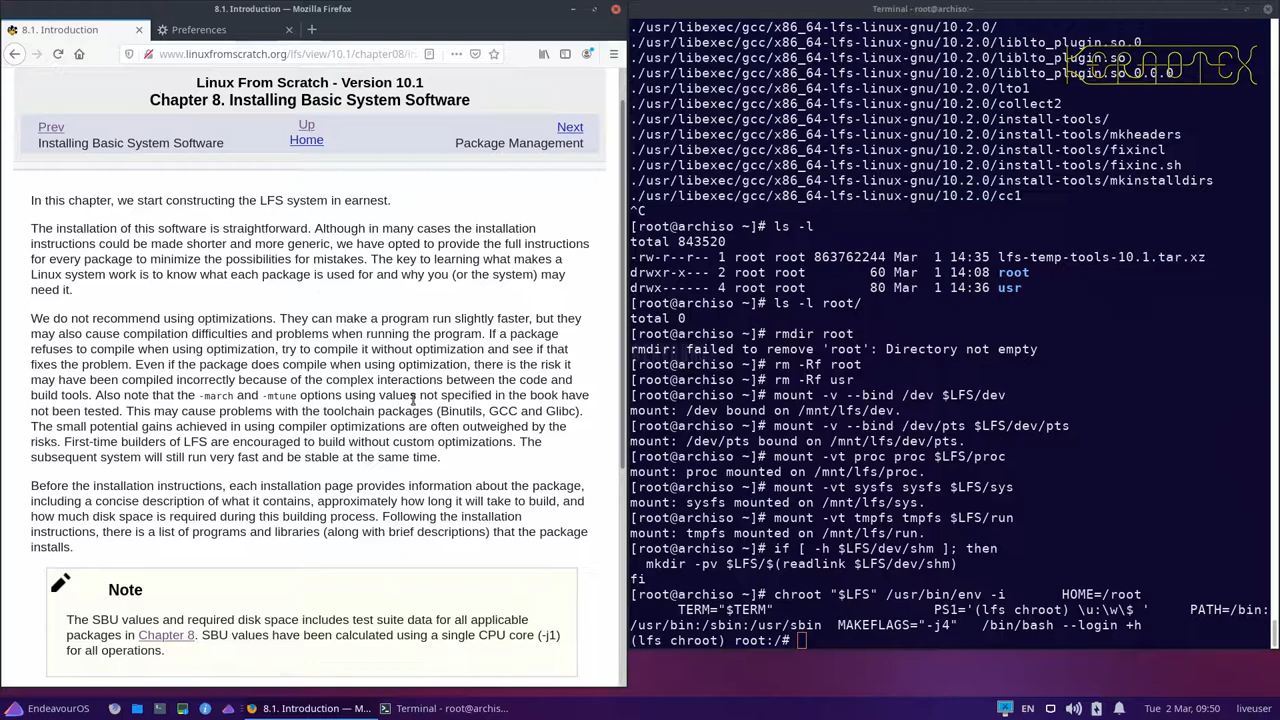 8.1. Introduction — Mozilla Firefox
8.1. Introduction
Preferences
www.linuxfromscratch.org/lfs/view/10.1/chapter08/in
Linux From Scratch - Version 10.1
Chapter 8. Installing Basic System Software
Prev
Up
Next
Installing Basic System Software
Home
Package Management
In this chapter, we start constructing the LFS system in earnest.
The installation of this software is straightforward. Although in many cases the installation
instructions could be made shorter and more generic, we have opted to provide the full instructions
for every package to minimize the possibilities for mistakes. The key to learning what makes a
Linux system work is to know what each package is used for and why you (or the system) may
need it.
We do not recommend using optimizations. They can make a program run slightly faster, but they
may also cause compilation difficulties and problems when running the program. If a package
refuses to compile when using optimization, try to compile it without optimization and see if that
fixes the problem. Even if the package does compile when using optimization, there is the risk it
may have been compiled incorrectly because of the complex interactions between the code and
build tools. Also note that the -march and -mtune options using values not specified in the book have
not been tested. This may cause problems with the toolchain packages (Binutils, GCC and Glibc).
The small potential gains achieved in using compiler optimizations are often outweighed by the
risks. First-time builders of LFS are encouraged to build without custom optimizations. The
subsequent system will still run very fast and be stable at the same time.
Before the installation instructions, each installation page provides information about the package,
including a concise description of what it contains, approximately how long it will take to build, and
how much disk space is required during this building process. Following the installation
instructions, there is a list of programs and libraries (along with brief descriptions) that the package
installs.
Note
The SBU values and required disk space includes test suite data for all applicable
packages in Chapter 8. SBU values have been calculated using a single CPU core (-j1)
for all operations.
Terminal - root@archiso:~
./usr/libexec/gcc/x86_64-lfs-linux-gnu/10.2.0/
./usr/libexec/gcc/x86_64-lfs-linux-gnu/10.2.0/liblto_plugin.so.0
./usr/libexec/gcc/x86_64-lfs-linux-gnu/10.2.0/liblto_plugin.so
./usr/libexec/gcc/x86_64-lfs-linux-gnu/10.2.0/liblto_plugin.so.0.0.0
./usr/libexec/gcc/x86_64-lfs-linux-gnu/10.2.0/lto1
./usr/libexec/gcc/x86_64-lfs-linux-gnu/10.2.0/collect2
./usr/libexec/gcc/x86_64-lfs-linux-gnu/10.2.0/install-tools/
./usr/libexec/gcc/x86_64-lfs-linux-gnu/10.2.0/install-tools/mkheaders
./usr/libexec/gcc/x86_64-lfs-linux-gnu/10.2.0/install-tools/fixincl
./usr/libexec/gcc/x86_64-lfs-linux-gnu/10.2.0/install-tools/fixinc.sh
./usr/libexec/gcc/x86_64-lfs-linux-gnu/10.2.0/install-tools/mkinstalldirs
./usr/libexec/gcc/x86_64-lfs-linux-gnu/10.2.0/cc1
^C
[root@archiso ~]# ls -l
total 843520
-rw-r--r-- 1 root root 863762244 Mar  1 14:35 lfs-temp-tools-10.1.tar.xz
drwxr-x--- 2 root root        60 Mar  1 14:08 root
drwx------ 4 root root        80 Mar  1 14:36 usr
[root@archiso ~]# ls -l root/
total 0
[root@archiso ~]# rmdir root
rmdir: failed to remove 'root': Directory not empty
[root@archiso ~]# rm -Rf root
[root@archiso ~]# rm -Rf usr
[root@archiso ~]# mount -v --bind /dev $LFS/dev
mount: /dev bound on /mnt/lfs/dev.
[root@archiso ~]# mount -v --bind /dev/pts $LFS/dev/pts
mount: /dev/pts bound on /mnt/lfs/dev/pts.
[root@archiso ~]# mount -vt proc proc $LFS/proc
mount: proc mounted on /mnt/lfs/proc.
[root@archiso ~]# mount -vt sysfs sysfs $LFS/sys
mount: sysfs mounted on /mnt/lfs/sys.
[root@archiso ~]# mount -vt tmpfs tmpfs $LFS/run
mount: tmpfs mounted on /mnt/lfs/run.
[root@archiso ~]# if [ -h $LFS/dev/shm ]; then
  mkdir -pv $LFS/$(readlink $LFS/dev/shm)
fi
[root@archiso ~]# chroot "$LFS" /usr/bin/env -i      HOME=/root
      TERM="$TERM"                     PS1='(lfs chroot) \u:\w\$ '     PATH=/bin:
/usr/bin:/sbin:/usr/sbin  MAKEFLAGS="-j4"   /bin/bash --login +h
(lfs chroot) root:/#
KEROOTEX
EndeavourOS
8.1. Introduction — M...
Terminal - root@archis...
EN
Tue 2 Mar, 09:50
liveuser